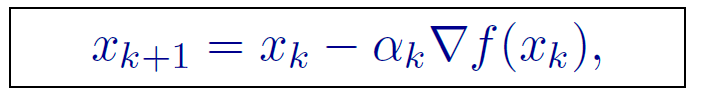 x_{k+1} = x_k − α_k∇f(x_k),